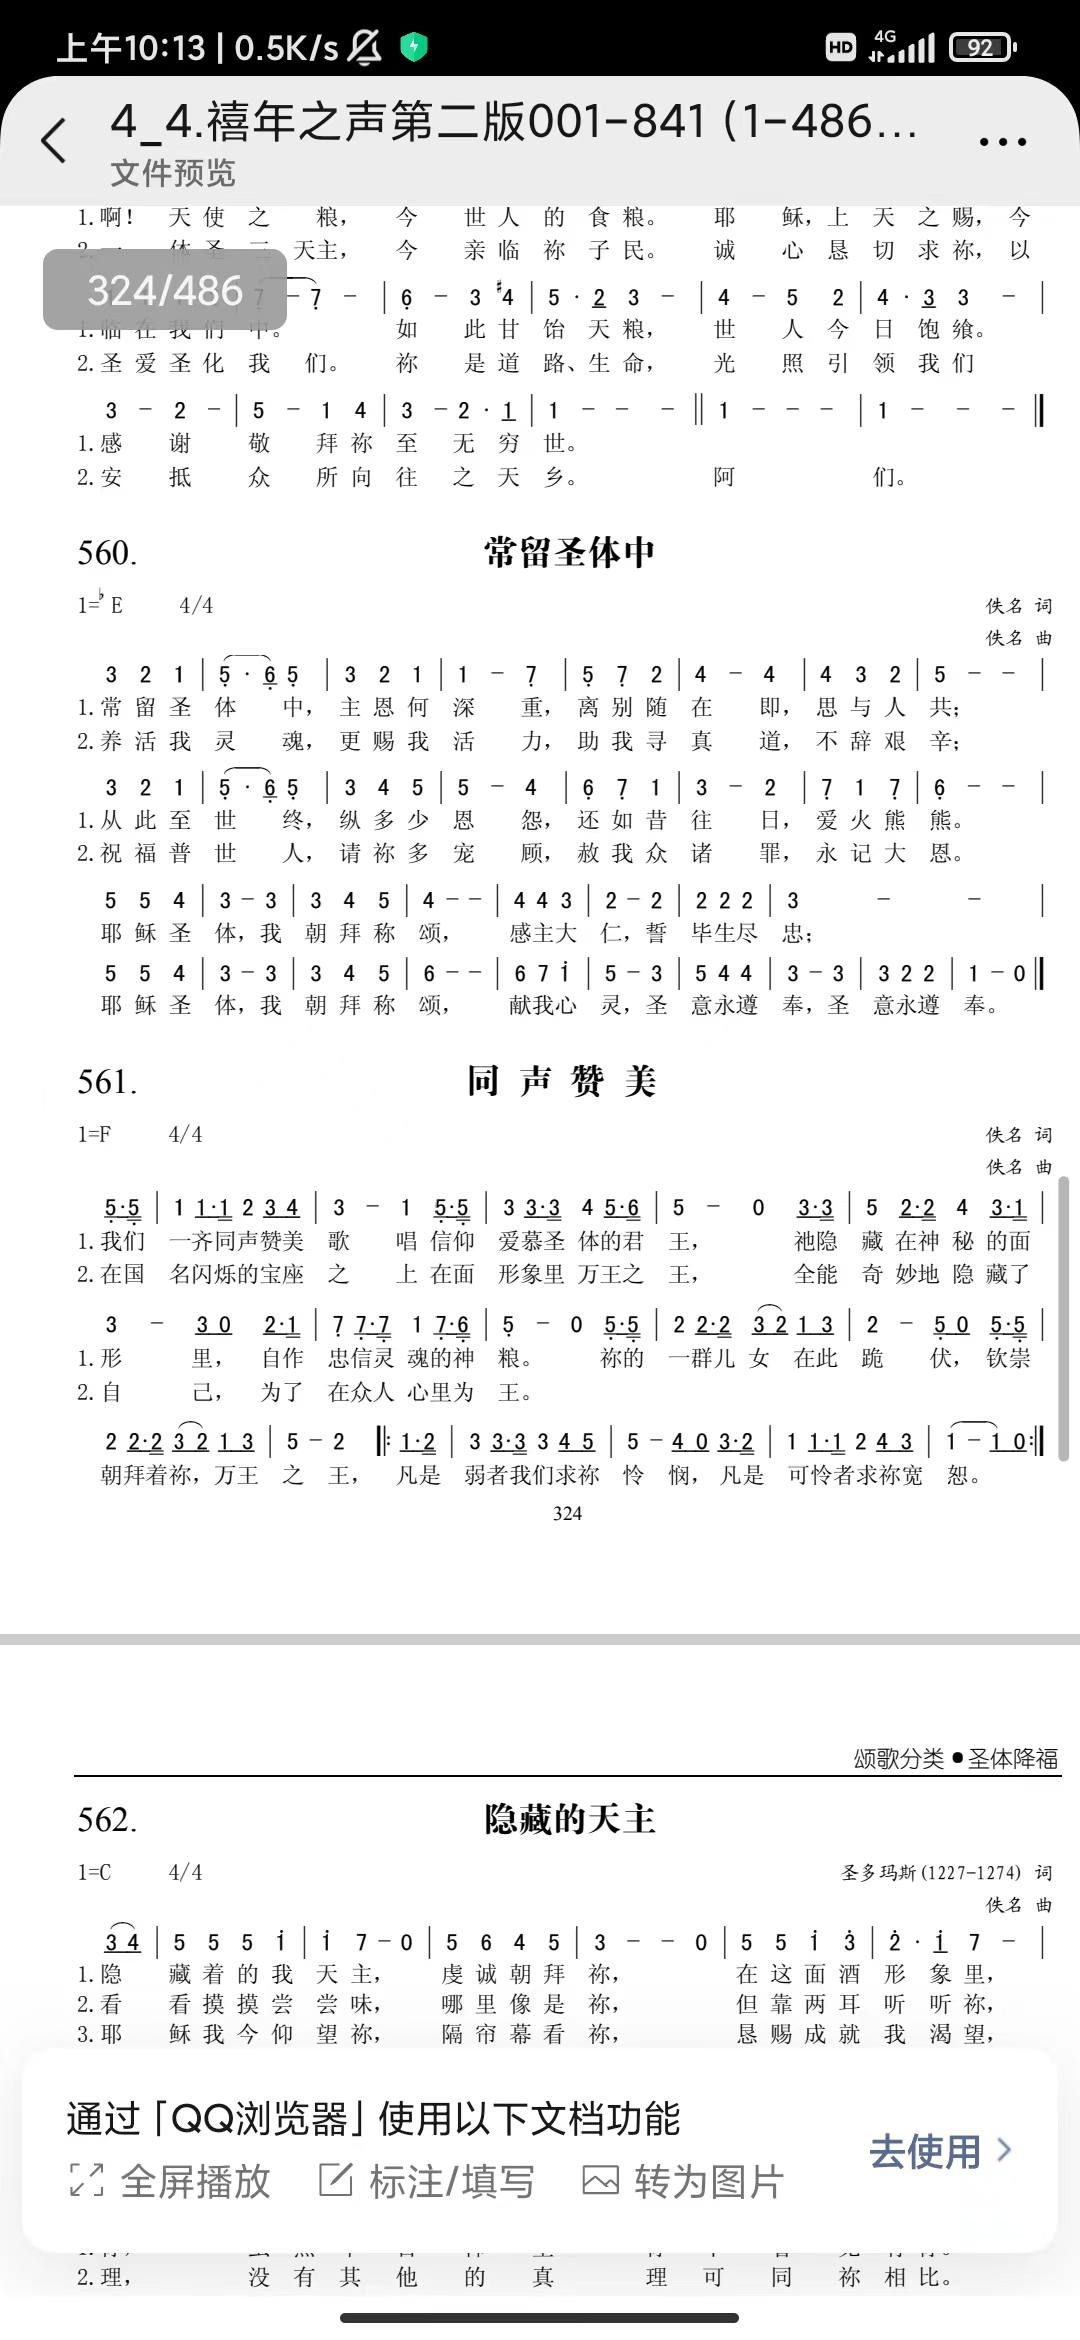 上午10:13 | 0.5K/s HD 4G 92
4_4.禧年之声第二版001-841（1-486...
文件预览
1.啊！ 天 使 之 粮， 今 世 人 的 食 粮。 耶 稣，上 天 之 赐，今
体 圣 三 天主， 今 亲 临 祢 子 民。 诚 心 恳 切 求 祢，以
324/486
7 - 7 - | 6 - 3 #4 | 5 · 2 3 - | 4 - 5 2 | 4 · 3 3 - |
1.临 在 我 们 中。 如 此 甘 饴 天 粮， 世 人 今 日 饱 飨。
2.圣 爱 圣 化 我 们。 祢 是 道 路、生 命， 光 照 引 领 我 们
3 - 2 - | 5 - 1 4 | 3 - 2 · 1 | 1 - - - || 1 - - - | 1 - - - ‖
1.感 谢 敬 拜 祢 至 无 穷 世。
2.安 抵 众 所 向 往 之 天 乡。 阿 们。
560. 常留圣体中
1=♭E 4/4 佚名 词
佚名 曲
3 2 1 | 5 · 6 5 | 3 2 1 | 1 - 7 | 5 7 2 | 4 - 4 | 4 3 2 | 5 - - |
1.常 留 圣 体 中，主 恩 何 深 重，离 别 随 在 即，思 与 人 共；
2.养 活 我 灵 魂，更 赐 我 活 力，助 我 寻 真 道，不 辞 艰 辛；
3 2 1 | 5 · 6 5 | 3 4 5 | 5 - 4 | 6 7 1 | 3 - 2 | 7 1 7 | 6 - - |
1.从 此 至 世 终，纵 多 少 恩 怨，还 如 昔 往 日，爱 火 熊 熊。
2.祝 福 普 世 人，请 祢 多 宠 顾，赦 我 众 诸 罪，永 记 大 恩。
5 5 4 | 3 - 3 | 3 4 5 | 4 - - | 4 4 3 | 2 - 2 | 2 2 2 | 3 - - |
耶 稣 圣 体，我 朝 拜 称 颂， 感主大 仁，誓 毕生尽 忠；
5 5 4 | 3 - 3 | 3 4 5 | 6 - - | 6 7 i | 5 - 3 | 5 4 4 | 3 - 3 | 3 2 2 | 1 - 0 ‖
耶 稣 圣 体，我 朝 拜 称 颂， 献我心 灵，圣 意永遵 奉，圣 意永遵 奉。
561. 同 声 赞 美
1=F 4/4 佚名 词
佚名 曲
5·5 | 1 1·1 2 3 4 | 3 - 1 5·5 | 3 3·3 4 5·6 | 5 - 0 3·3 | 5 2·2 4 3·1 |
1.我们 一齐同声赞美 歌 唱 信仰 爱慕圣 体的君 王， 祂隐 藏 在神 秘 的面
2.在国 名闪烁的宝座 之 上 在面 形象里 万王之 王， 全能 奇 妙地 隐 藏了
3 - 3 0 2·1 | 7 7·7 1 7·6 | 5 - 0 5·5 | 2 2·2 3 2 1 3 | 2 - 5 0 5·5 |
1.形 里， 自作 忠信灵 魂的神 粮。 祢的 一群儿 女 在此 跪 伏，钦崇
2.自 己， 为了 在众人 心里为 王。
2 2·2 3 2 1 3 | 5 - 2 ‖: 1·2 | 3 3·3 3 4 5 | 5 - 4 0 3·2 | 1 1·1 2 4 3 | 1 - 1 0 :‖
朝拜着祢，万王 之 王， 凡是 弱者我们求祢 怜 悯，凡是 可怜者求祢宽 恕。
324
颂歌分类 ● 圣体降福
562. 隐藏的天主
1=C 4/4 圣多玛斯(1227-1274) 词
佚名 曲
3 4 | 5 5 5 i | i 7 - 0 | 5 6 4 5 | 3 - - 0 | 5 5 i 3 | 2 · i 7 - |
1.隐 藏 着 的 我 天 主， 虔 诚 朝 拜 祢， 在 这 面 酒 形 象 里，
2.看 看 摸 摸 尝 尝 味， 哪 里 像 是 祢， 但 靠 两 耳 听 听 祢，
3.耶 稣 我 今 仰 望 祢， 隔 帘 幕 看 祢， 恳 赐 成 就 我 渴 望，
通过「QQ浏览器」使用以下文档功能
全屏播放 标注/填写 转为图片 去使用 >
2.理， 没 有 其 他 的 真 理 可 同 祢 相 比。